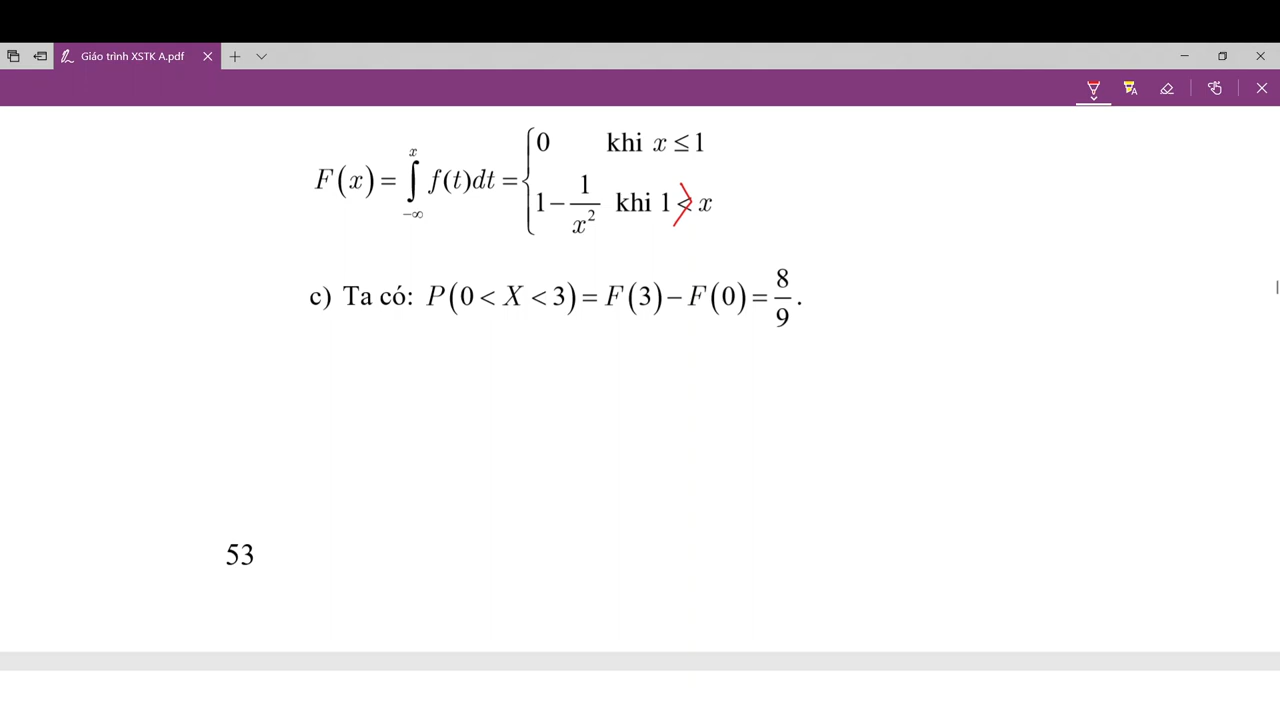 Giáo trình XSTK A.pdf
F(x) = ∫_{-∞}^{x} f(t)dt = { 0 khi x ≤ 1
1 − 1/x² khi 1 < x
c) Ta có: P(0 < X < 3) = F(3) − F(0) = 8/9.
53